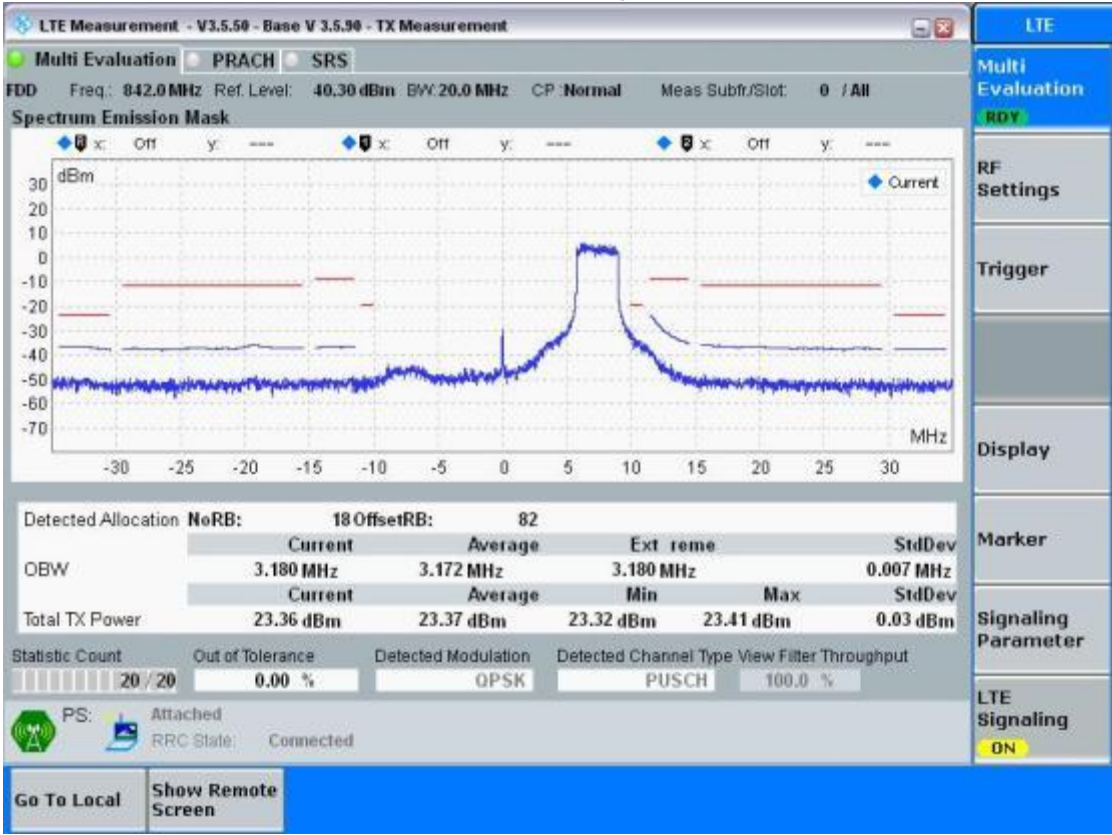 LTE Measurement - V3.5.50 - Base V 3.5.90 - TX Measurement
LTE
Multi Evaluation PRACH SRS
FDD Freq.: 842.0 MHz Ref. Level: 40.30 dBm BW: 20.0 MHz CP :Normal Meas Subfr./Slot: 0 / All
Spectrum Emission Mask
x: Off y: --- x: Off y: --- x: Off y: ---
dBm
Current
30
20
10
0
-10
-20
-30
-40
-50
-60
-70
MHz
-30 -25 -20 -15 -10 -5 0 5 10 15 20 25 30
Detected Allocation NoRB: 18 OffsetRB: 82
Current Average Ext reme StdDev
OBW 3.180 MHz 3.172 MHz 3.180 MHz 0.007 MHz
Current Average Min Max StdDev
Total TX Power 23.36 dBm 23.37 dBm 23.32 dBm 23.41 dBm 0.03 dBm
Statistic Count Out of Tolerance Detected Modulation Detected Channel Type View Filter Throughput
20 / 20 0.00 % QPSK PUSCH 100.0 %
PS: Attached
RRC State: Connected
Multi
Evaluation
RDY
RF
Settings
Trigger
Display
Marker
Signaling
Parameter
LTE
Signaling
ON
Go To Local
Show Remote
Screen